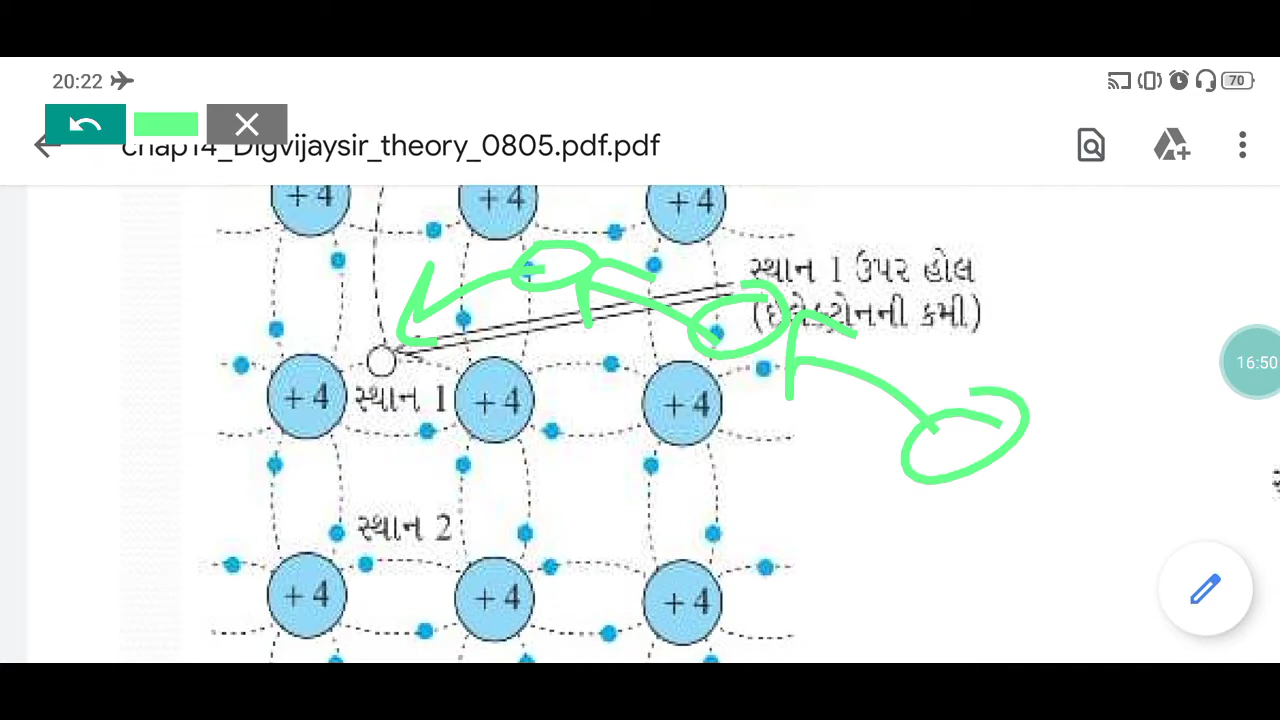 20:22
70
chap14_Digvijaysir_theory_0805.pdf.pdf
+ 4 + 4 + 4
સ્થાન 1 ઉપર હોલ
(ઇલેક્ટ્રોનની કમી)
16:50
+ 4 સ્થાન 1 + 4 + 4
સ્થાન 2
+ 4 + 4 + 4